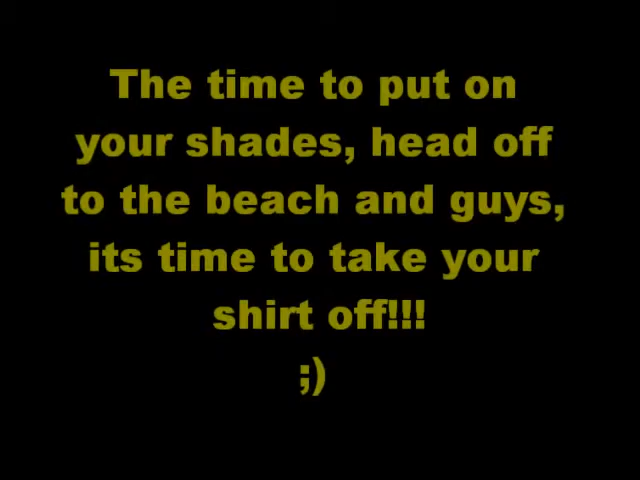 The time to put on
your shades, head off
to the beach and guys,
its time to take your
shirt off!!!
;)